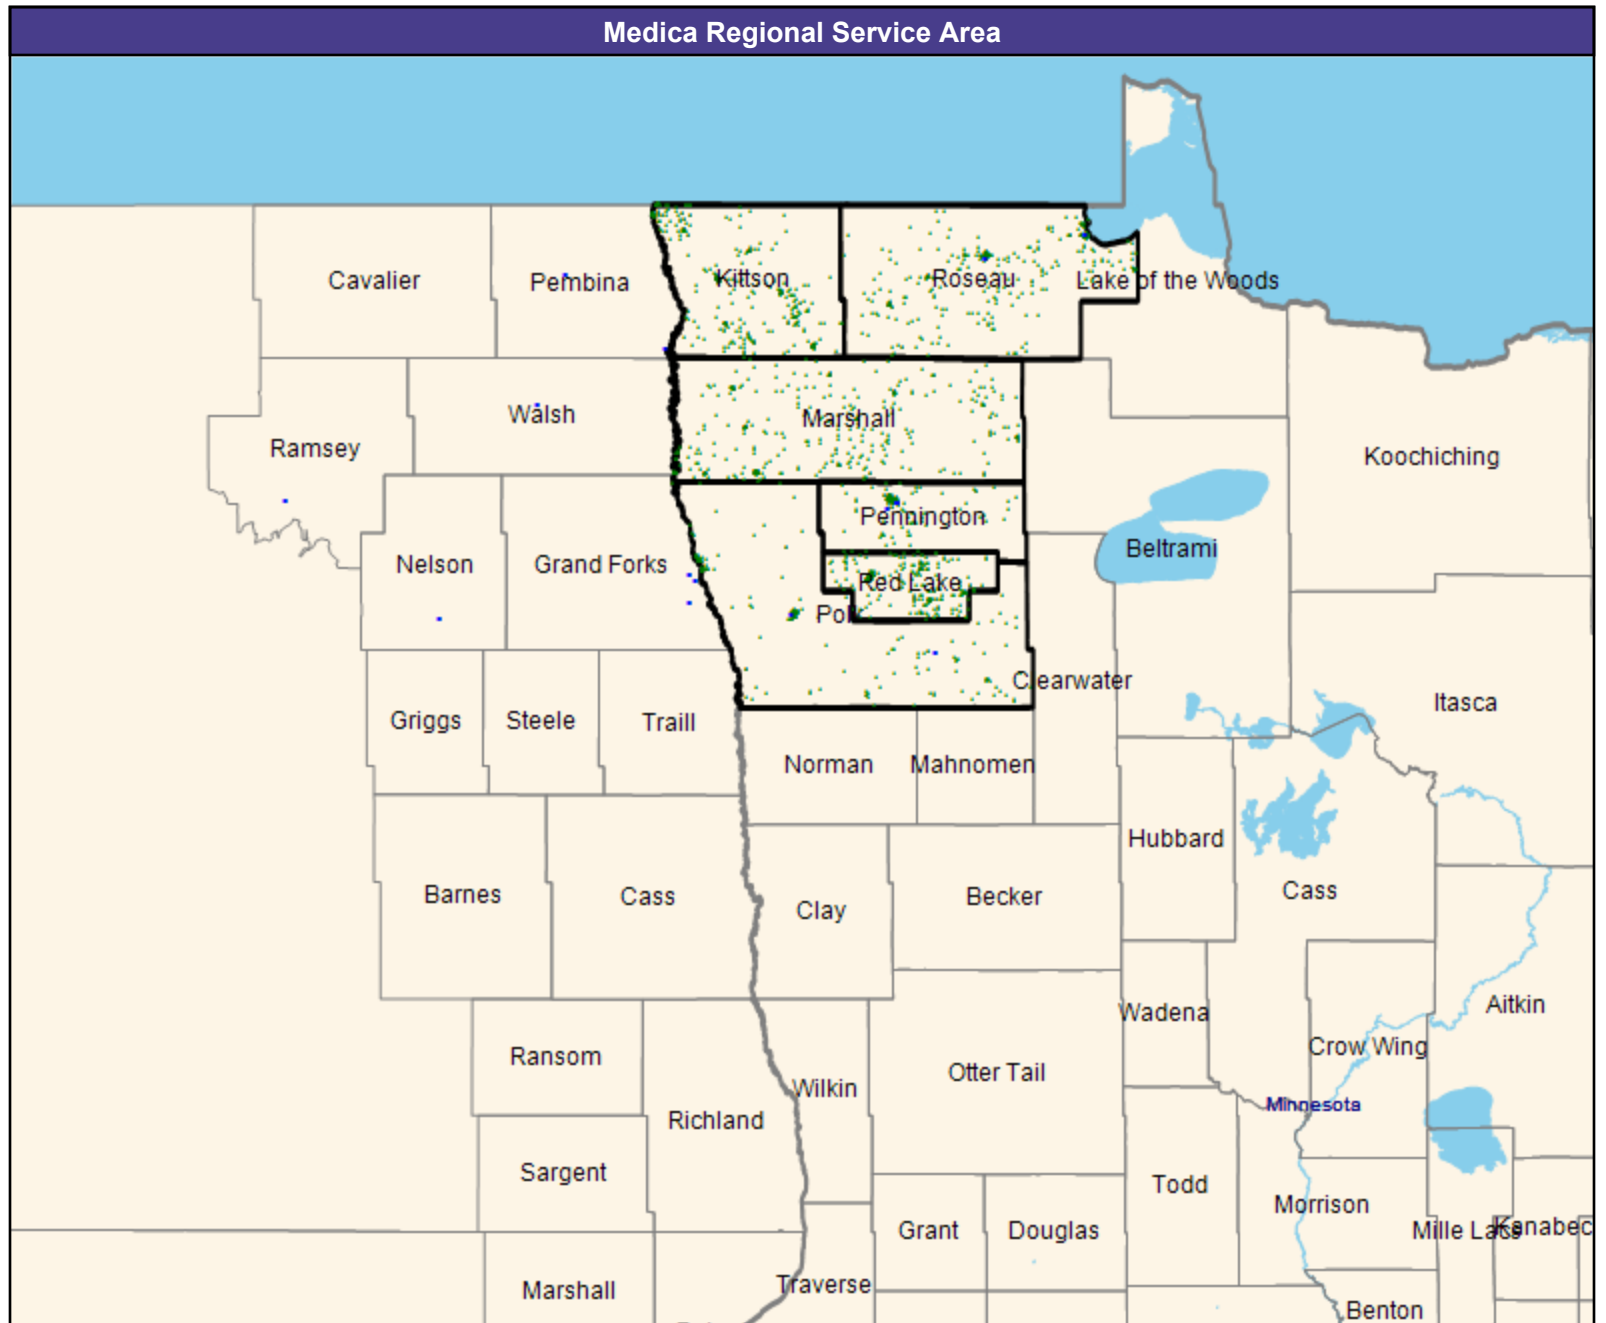 Medica Regional Service Area
Cavalier
Pembina
Kittson
Roseau
Lake of the Woods
Walsh
Marshall
Ramsey
Koochiching
Pennington
Nelson
Grand Forks
Beltrami
Red Lake
Polk
Clearwater
Itasca
Griggs
Steele
Traill
Norman
Mahnomen
Hubbard
Barnes
Cass
Clay
Becker
Cass
Wadena
Aitkin
Ransom
Crow Wing
Otter Tail
Wilkin
Minnesota
Richland
Sargent
Todd
Morrison
Grant
Douglas
Mille Lacs
Kanabec
Marshall
Traverse
Benton